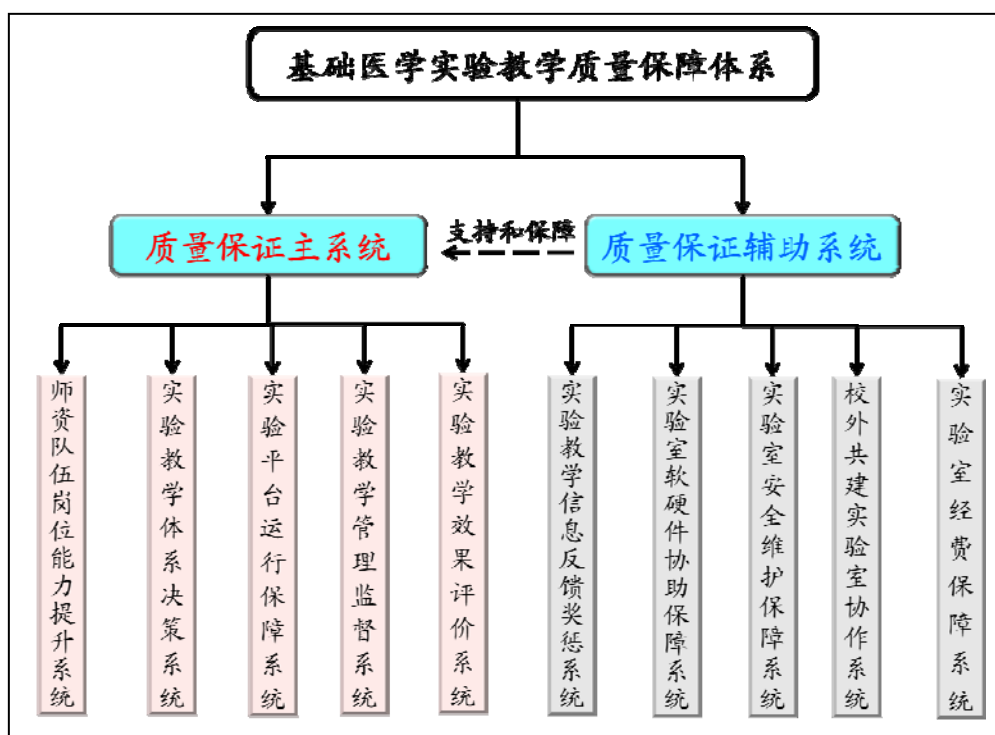 基础医学实验教学质量保障体系
质量保证主系统
支持和保障
质量保证辅助系统
师资队伍岗位能力提升系统
实验教学体系决策系统
实验平台运行保障系统
实验教学管理监督系统
实验教学效果评价系统
实验教学信息反馈奖惩系统
实验室软硬件协助保障系统
实验室安全维护保障系统
校外共建实验室协作系统
实验室经费保障系统